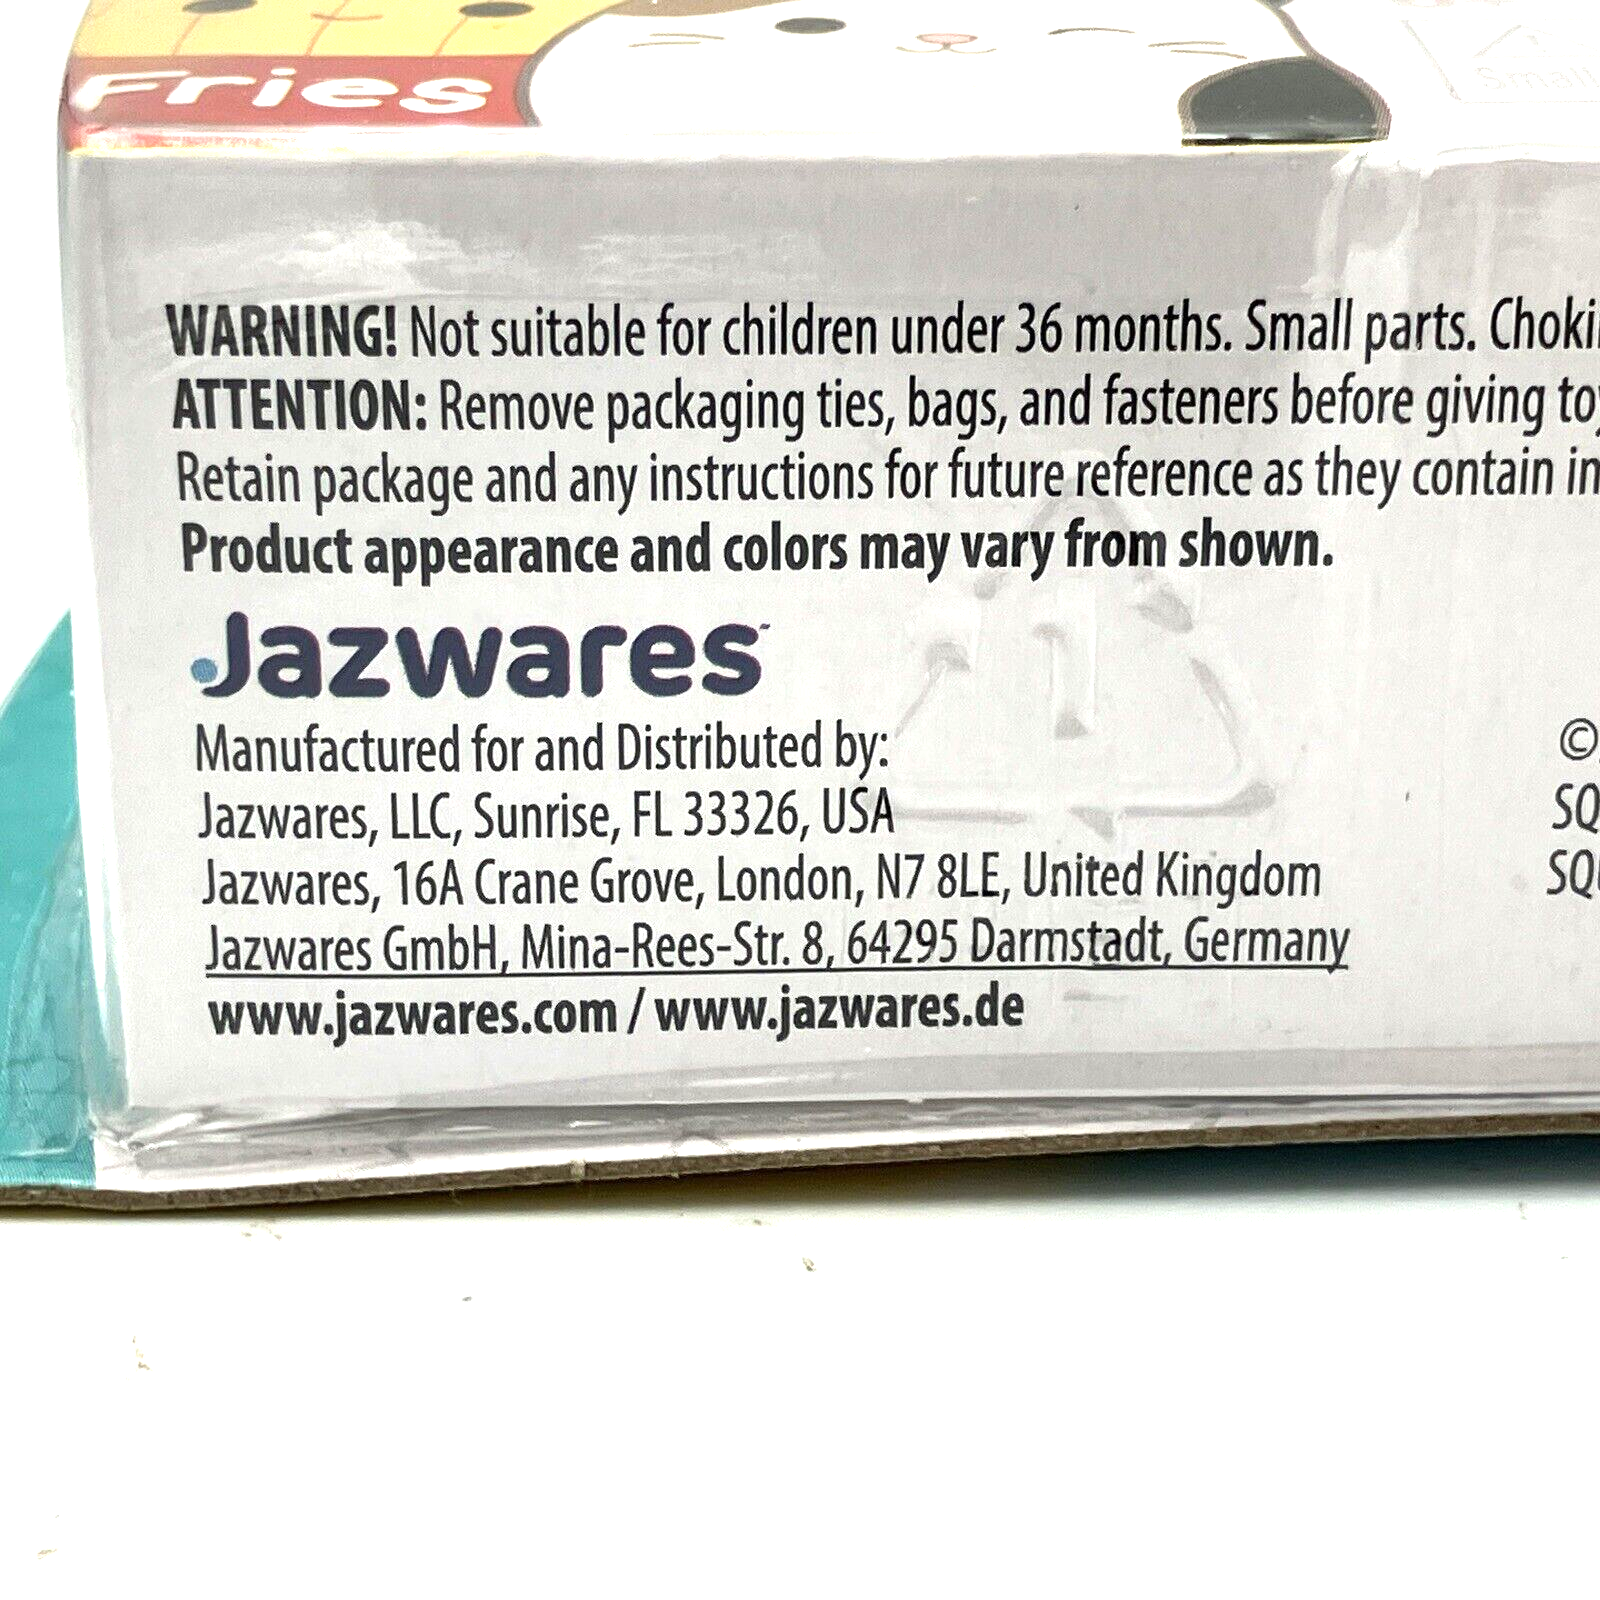 Fries
Small
WARNING! Not suitable for children under 36 months. Small parts.
ATTENTION: Remove packaging ties, bags, and fasteners before giving
Retain package and any instructions for future reference as they contain
Product appearance and colors may vary from shown.
Jazwares
Manufactured for and Distributed by:
Jazwares, LLC, Sunrise, FL 33326, USA
©
Jazwares, 16A Crane Grove, London, N7 8LE, United Kingdom
Jazwares GmbH, Mina-Rees-Str. 8, 64295 Darmstadt, Germany
www.jazwares.com / www.jazwares.de